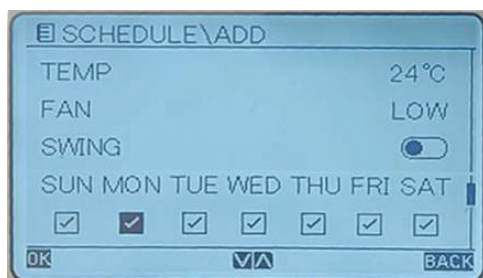 SCHEDULE\ADD
TEMP 24°C
FAN LOW
SWING
SUN MON TUE WED THU FRI SAT
OK BACK